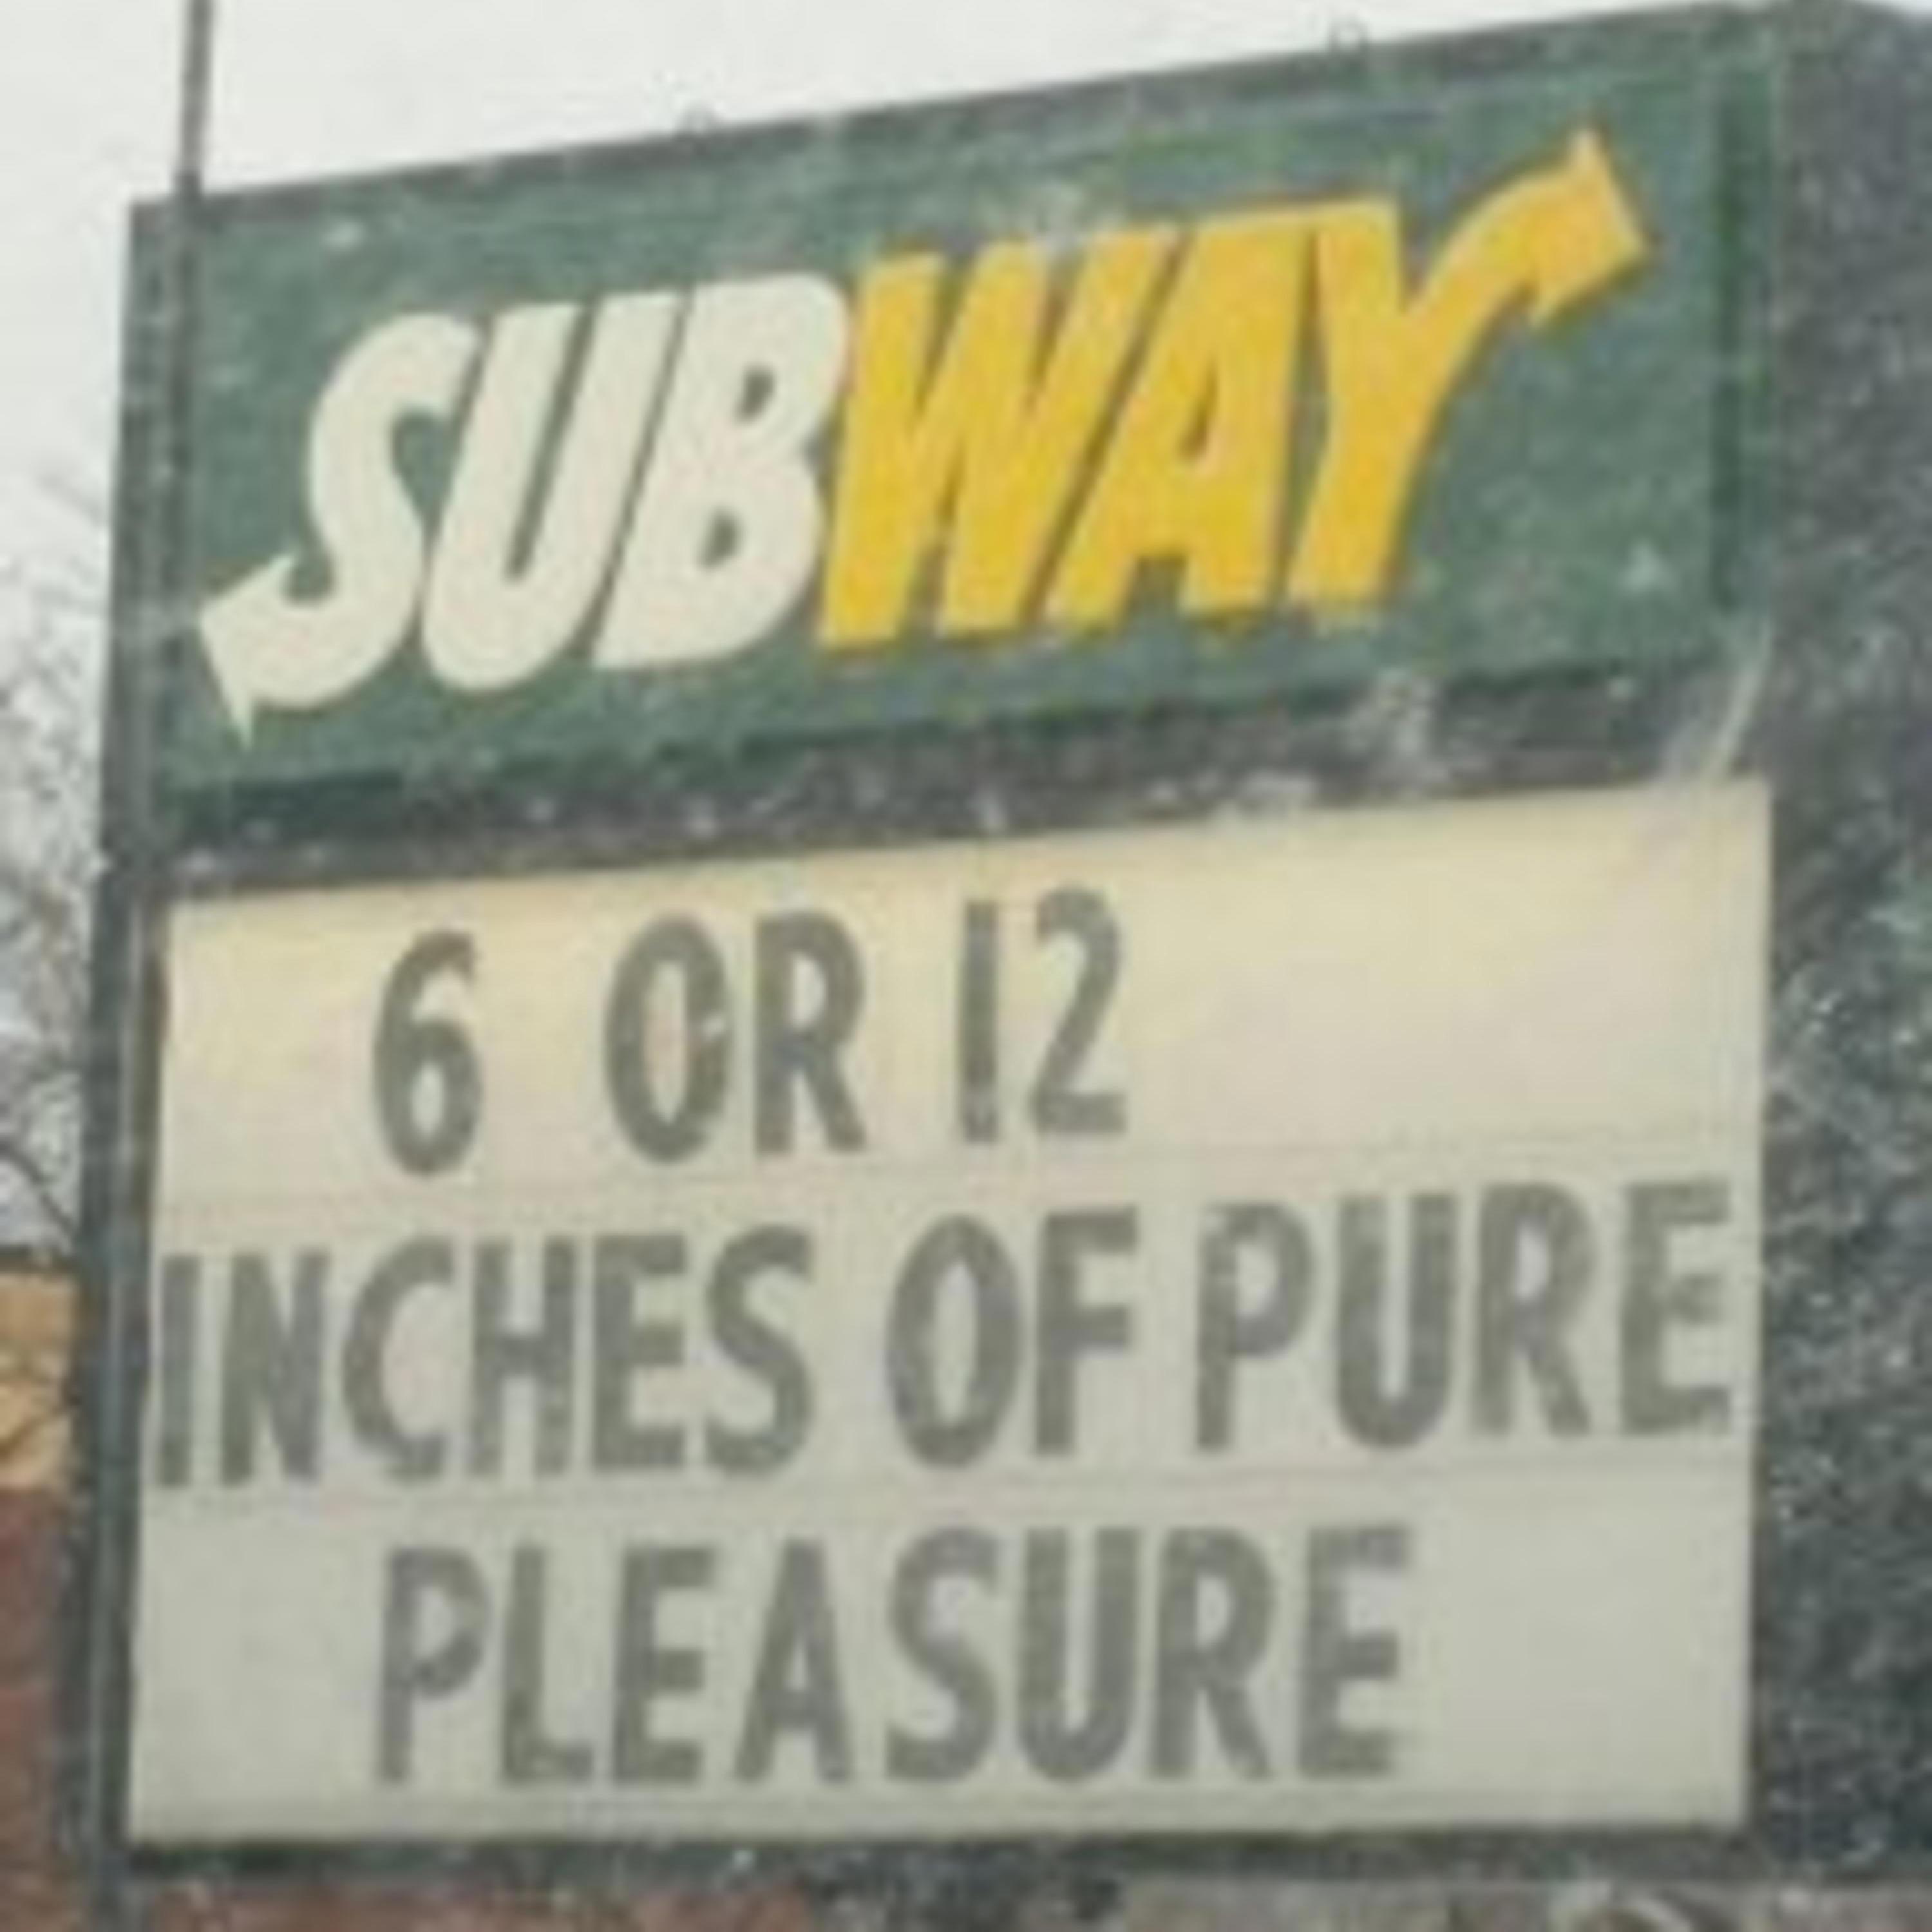 SUBWAY
6 OR 12
INCHES OF PURE
PLEASURE